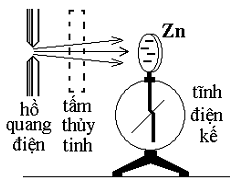 Zn
hồ
quang
điện
tấm
thủy
tinh
tĩnh
điện
kế